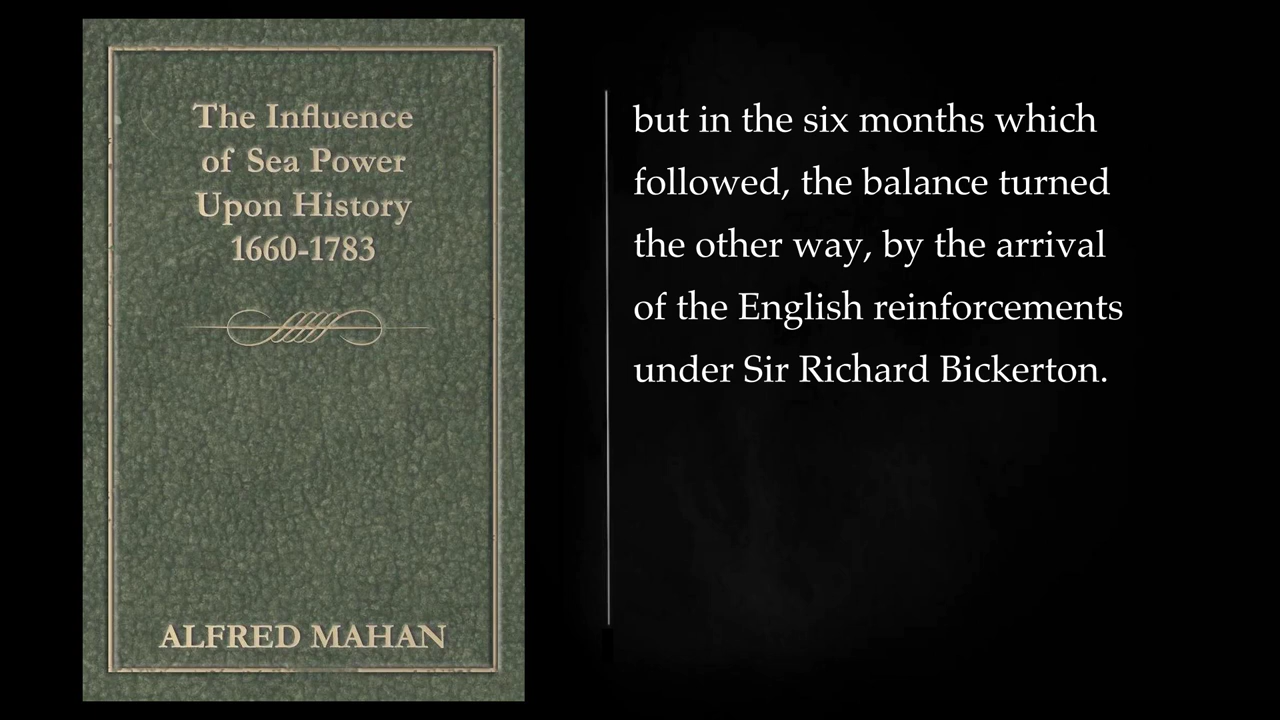 The Influence
of Sea Power
Upon History
1660-1783
ALFRED MAHAN
but in the six months which
followed, the balance turned
the other way, by the arrival
of the English reinforcements
under Sir Richard Bickerton.